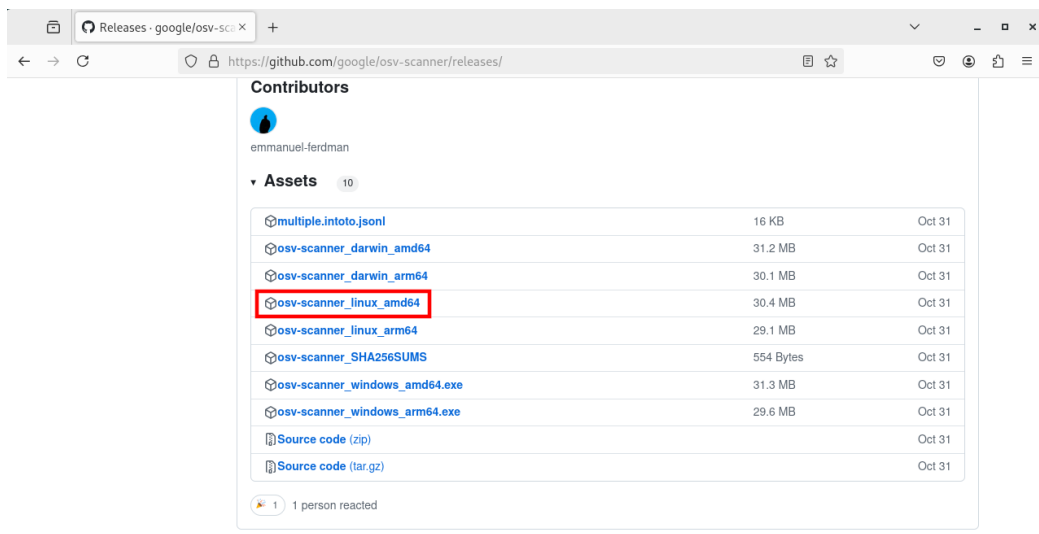 Releases · google/osv-sca
https://github.com/google/osv-scanner/releases/
Contributors
emmanuel-ferdman
Assets 10
multiple.intoto.jsonl 16 KB Oct 31
osv-scanner_darwin_amd64 31.2 MB Oct 31
osv-scanner_darwin_arm64 30.1 MB Oct 31
osv-scanner_linux_amd64 30.4 MB Oct 31
osv-scanner_linux_arm64 29.1 MB Oct 31
osv-scanner_SHA256SUMS 554 Bytes Oct 31
osv-scanner_windows_amd64.exe 31.3 MB Oct 31
osv-scanner_windows_arm64.exe 29.6 MB Oct 31
Source code (zip) Oct 31
Source code (tar.gz) Oct 31
1 1 person reacted